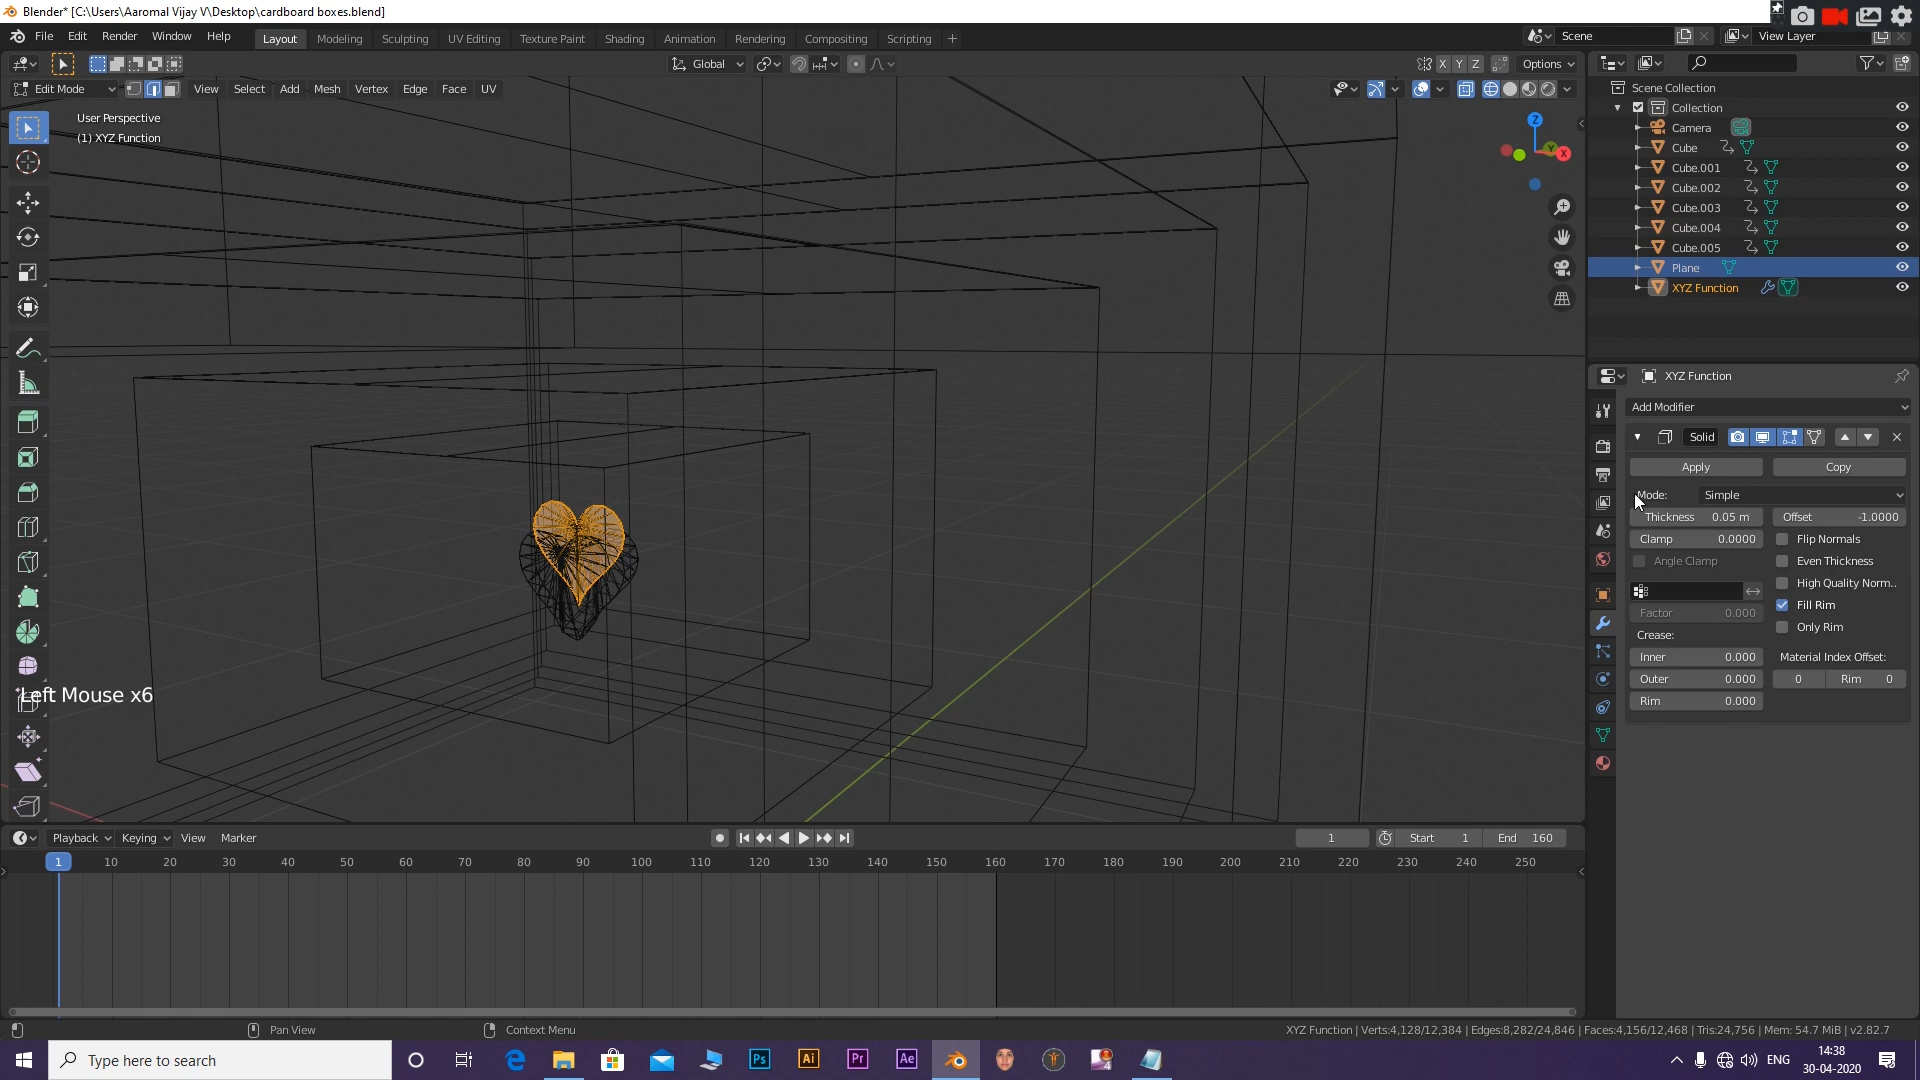 Blender* [C:\Users\Aaromal Vijay V\Desktop\cardboard boxes.blend]
File Edit Render Window Help Layout Modeling Sculpting UV Editing Texture Paint Shading Animation Rendering Compositing Scripting + Scene View Layer
Global X Y Z Options
Edit Mode View Select Add Mesh Vertex Edge Face UV
User Perspective
(1) XYZ Function
Z
Y
X
Left Mouse x6
Scene Collection
Collection
Camera
Cube
Cube.001
Cube.002
Cube.003
Cube.004
Cube.005
Plane
XYZ Function
XYZ Function
Add Modifier
Solid
Apply Copy
Mode: Simple
Thickness 0.05 m Offset -1.0000
Clamp 0.0000 Flip Normals
Angle Clamp Even Thickness
High Quality Norm..
Factor 0.000 Fill Rim
Crease: Only Rim
Inner 0.000 Material Index Offset:
Outer 0.000 0 Rim 0
Rim 0.000
Playback Keying View Marker 1 Start 1 End 160
1 10 20 30 40 50 60 70 80 90 100 110 120 130 140 150 160 170 180 190 200 210 220 230 240 250
Pan View Context Menu XYZ Function | Verts:4,128/12,384 | Edges:8,282/24,846 | Faces:4,156/12,468 | Tris:24,756 | Mem: 54.7 MiB | v2.82.7
Type here to search Ps Ai Pr Ae ENG 14:38
30-04-2020